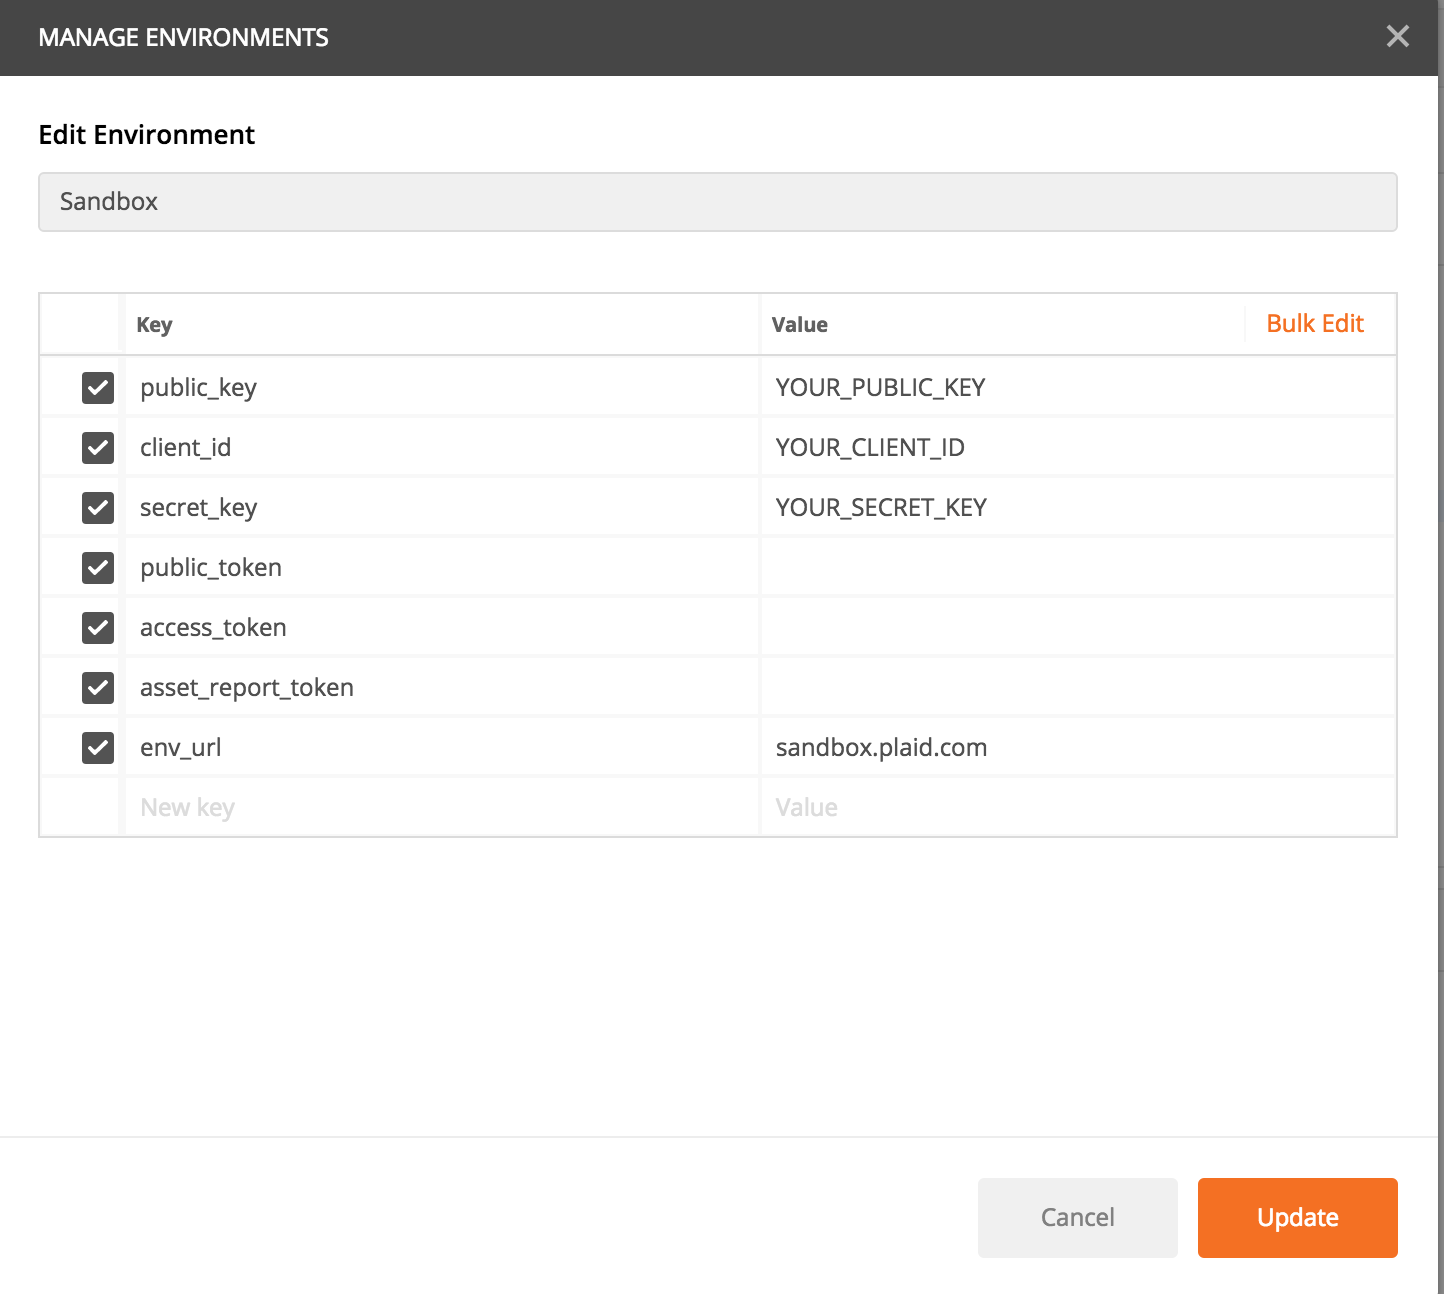 MANAGE ENVIRONMENTS
Edit Environment
Sandbox
Key Value Bulk Edit
public_key YOUR_PUBLIC_KEY
client_id YOUR_CLIENT_ID
secret_key YOUR_SECRET_KEY
public_token
access_token
asset_report_token
env_url sandbox.plaid.com
New key Value
Cancel Update